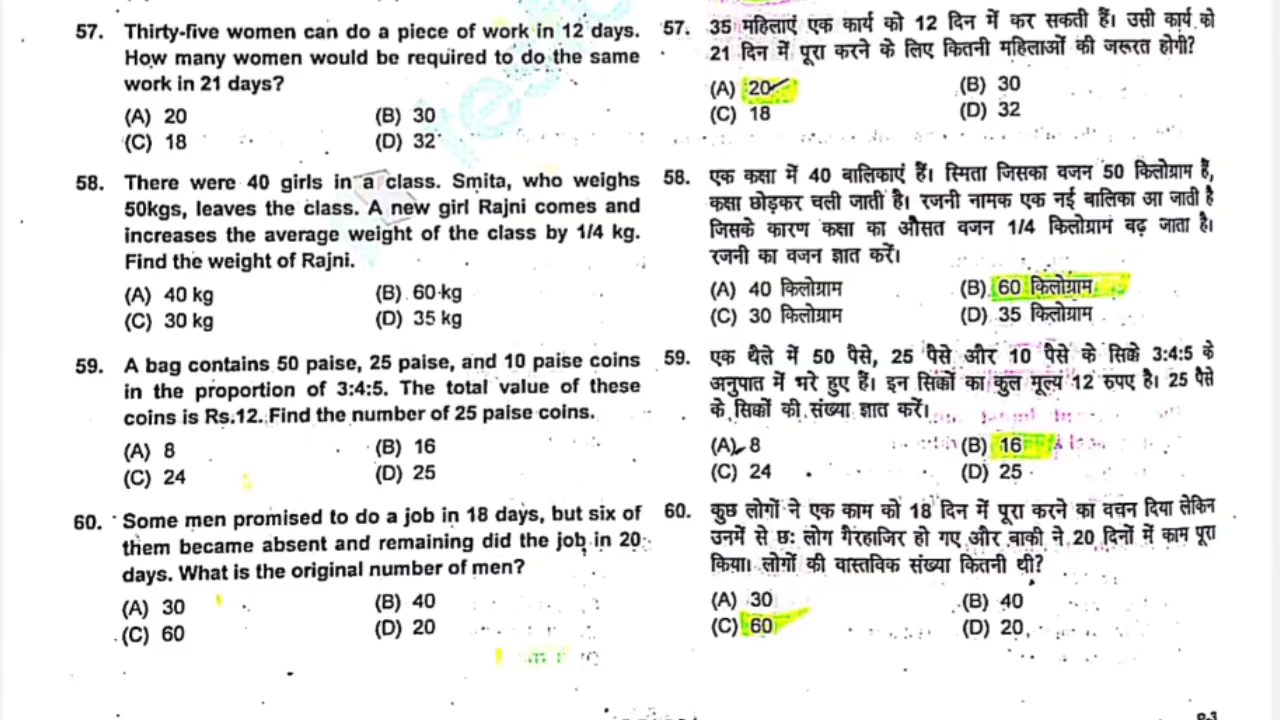 57. Thirty-five women can do a piece of work in 12 days.
How many women would be required to do the same
work in 21 days?
(A) 20 (B) 30
(C) 18 (D) 32
58. There were 40 girls in a class. Smita, who weighs
50kgs, leaves the class. A new girl Rajni comes and
increases the average weight of the class by 1/4 kg.
Find the weight of Rajni.
(A) 40 kg (B) 60 kg
(C) 30 kg (D) 35 kg
59. A bag contains 50 paise, 25 paise, and 10 paise coins
in the proportion of 3:4:5. The total value of these
coins is Rs.12. Find the number of 25 paise coins.
(A) 8 (B) 16
(C) 24 (D) 25
60. Some men promised to do a job in 18 days, but six of
them became absent and remaining did the job in 20
days. What is the original number of men?
(A) 30 (B) 40
(C) 60 (D) 20
57. 35 महिलाएं एक कार्य को 12 दिन में कर सकती हैं। उसी कार्य को
21 दिन में पूरा करने के लिए कितनी महिलाओं की जरूरत होगी?
(A) 20 (B) 30
(C) 18 (D) 32
58. एक कक्षा में 40 बालिकाएं हैं। स्मिता जिसका वजन 50 किलोग्राम है,
कक्षा छोड़कर चली जाती है। रजनी नामक एक नई बालिका आ जाती है
जिसके कारण कक्षा का औसत वजन 1/4 किलोग्राम बढ़ जाता है।
रजनी का वजन ज्ञात करें।
(A) 40 किलोग्राम (B) 60 किलोग्राम
(C) 30 किलोग्राम (D) 35 किलोग्राम
59. एक थैले में 50 पैसे, 25 पैसे और 10 पैसे के सिक्के 3:4:5 के
अनुपात में भरे हुए हैं। इन सिक्कों का कुल मूल्य 12 रुपए है। 25 पैसे
के सिक्कों की संख्या ज्ञात करें।
(A) 8 (B) 16
(C) 24 (D) 25
60. कुछ लोगों ने एक काम को 18 दिन में पूरा करने का वचन दिया लेकिन
उनमें से छः लोग गैरहाजिर हो गए और बाकी ने 20 दिनों में काम पूरा
किया। लोगों की वास्तविक संख्या कितनी थी?
(A) 30 (B) 40
(C) 60 (D) 20